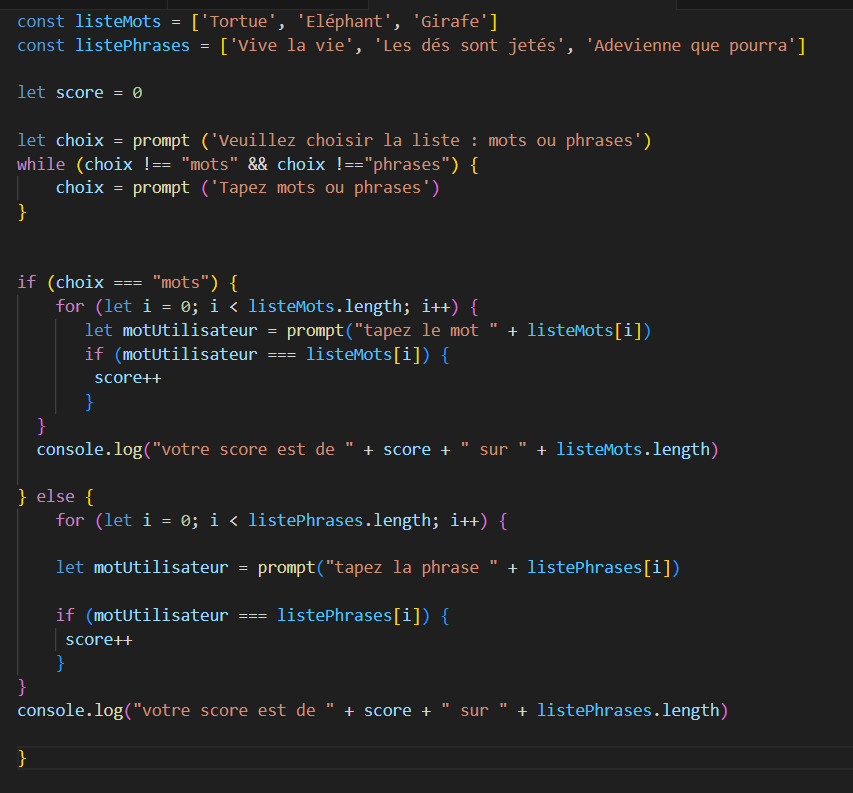 const listeMots = ['Tortue', 'Eléphant', 'Girafe']
const listePhrases = ['Vive la vie', 'Les dés sont jetés', 'Adevienne que pourra']
let score = 0
let choix = prompt ('Veuillez choisir la liste : mots ou phrases')
while (choix !== "mots" && choix !=="phrases") {
    choix = prompt ('Tapez mots ou phrases')
}
if (choix === "mots") {
    for (let i = 0; i < listeMots.length; i++) {
       let motUtilisateur = prompt("tapez le mot " + listeMots[i])
       if (motUtilisateur === listeMots[i]) {
        score++
       }
  }
  console.log("votre score est de " + score + " sur " + listeMots.length)
} else {
    for (let i = 0; i < listePhrases.length; i++) {
    let motUtilisateur = prompt("tapez la phrase " + listePhrases[i])
    if (motUtilisateur === listePhrases[i]) {
     score++
    }
}
console.log("votre score est de " + score + " sur " + listePhrases.length)
}